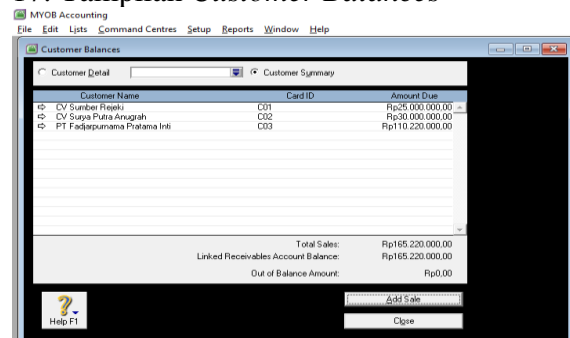 17. Tampilan Customer Balances
MYOB Accounting
File Edit Lists Command Centres Setup Reports Window Help
Customer Balances
Customer Detail Customer Summary
Customer Name Card ID Amount Due
CV Sumber Rejeki C01 Rp25.000.000,00
CV Surya Putra Anugrah C02 Rp30.000.000,00
PT Fadjarpurnama Pratama Inti C03 Rp110.220.000,00
Total Sales: Rp165.220.000,00
Linked Receivables Account Balance: Rp165.220.000,00
Out of Balance Amount: Rp0,00
Add Sale
Help F1 Close